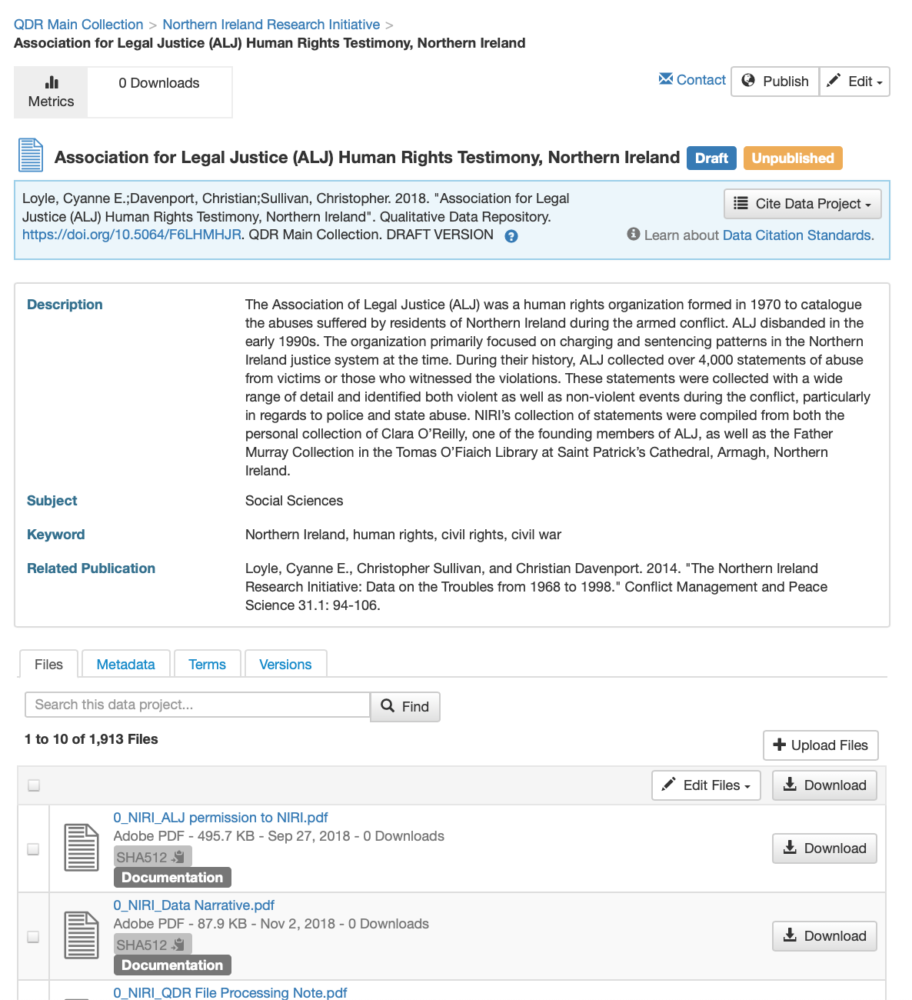 QDR Main Collection > Northern Ireland Research Initiative >
Association for Legal Justice (ALJ) Human Rights Testimony, Northern Ireland
Metrics
0 Downloads
Contact
Publish
Edit
Association for Legal Justice (ALJ) Human Rights Testimony, Northern Ireland Draft Unpublished
Loyle, Cyanne E.;Davenport, Christian;Sullivan, Christopher. 2018. "Association for Legal
Justice (ALJ) Human Rights Testimony, Northern Ireland". Qualitative Data Repository.
https://doi.org/10.5064/F6LHMHJR. QDR Main Collection. DRAFT VERSION ?
Cite Data Project
Learn about Data Citation Standards.
Description
The Association of Legal Justice (ALJ) was a human rights organization formed in 1970 to catalogue
the abuses suffered by residents of Northern Ireland during the armed conflict. ALJ disbanded in the
early 1990s. The organization primarily focused on charging and sentencing patterns in the Northern
Ireland justice system at the time. During their history, ALJ collected over 4,000 statements of abuse
from victims or those who witnessed the violations. These statements were collected with a wide
range of detail and identified both violent as well as non-violent events during the conflict, particularly
in regards to police and state abuse. NIRI’s collection of statements were compiled from both the
personal collection of Clara O’Reilly, one of the founding members of ALJ, as well as the Father
Murray Collection in the Tomas O’Fiaich Library at Saint Patrick’s Cathedral, Armagh, Northern
Ireland.
Subject
Social Sciences
Keyword
Northern Ireland, human rights, civil rights, civil war
Related Publication
Loyle, Cyanne E., Christopher Sullivan, and Christian Davenport. 2014. "The Northern Ireland
Research Initiative: Data on the Troubles from 1968 to 1998." Conflict Management and Peace
Science 31.1: 94-106.
Files
Metadata
Terms
Versions
Search this data project...
Find
1 to 10 of 1,913 Files
Upload Files
Edit Files
Download
0_NIRI_ALJ permission to NIRI.pdf
Adobe PDF - 495.7 KB - Sep 27, 2018 - 0 Downloads
SHA512
Documentation
Download
0_NIRI_Data Narrative.pdf
Adobe PDF - 87.9 KB - Nov 2, 2018 - 0 Downloads
SHA512
Documentation
Download
0_NIRI_QDR File Processing Note.pdf